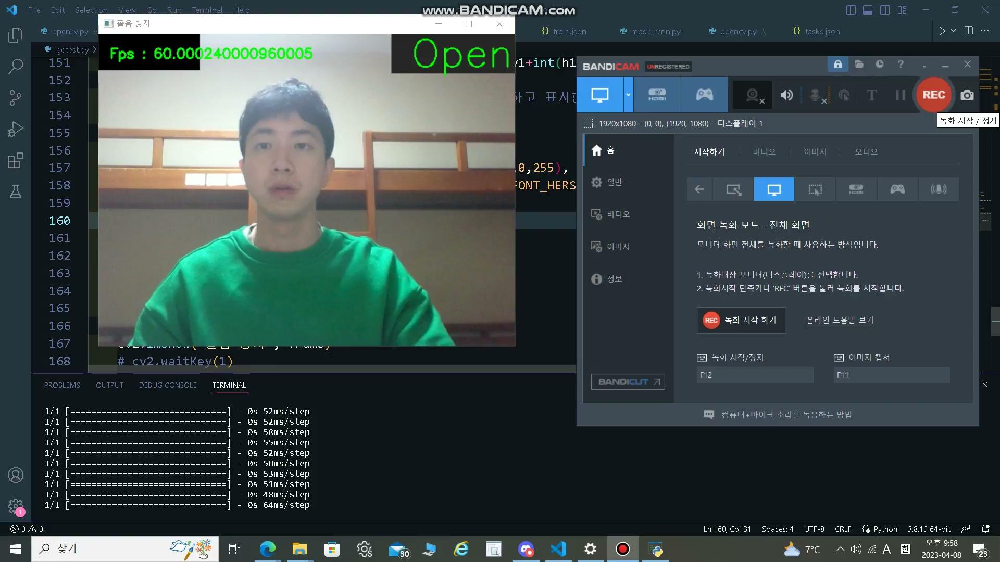 www.BANDICAM.com
File Edit Selection View Go Run Terminal Help
졸음 방지
opencv.py
train.json
mask_rcnn.py
opencv.py .\
tasks.json
gotest.py
Fps : 60.000240000960005
Open
151
152
153
154
155
156
157
158
159
160
161
162
163
164
165
166
167
168
y1+int(h1
하고 표시한
0,255),
FONT_HERS
# cv2.waitKey(1)
BANDICAM UNREGISTERED
HDMI
REC
녹화 시작 / 정지
1920x1080 - (0, 0), (1920, 1080) - 디스플레이 1
홈
일반
비디오
이미지
정보
시작하기 비디오 이미지 오디오
HDMI
화면 녹화 모드 - 전체 화면
모니터 화면 전체를 녹화할 때 사용하는 방식입니다.
1. 녹화대상 모니터(디스플레이)를 선택합니다.
2. 녹화시작 단축키나 'REC' 버튼을 눌러 녹화를 시작합니다.
REC 녹화 시작 하기
온라인 도움말 보기
녹화 시작/정지
이미지 캡처
F12
F11
BANDICUT
컴퓨터+마이크 소리를 녹음하는 방법
PROBLEMS OUTPUT DEBUG CONSOLE TERMINAL
1/1 [==============================] - 0s 52ms/step
1/1 [==============================] - 0s 52ms/step
1/1 [==============================] - 0s 58ms/step
1/1 [==============================] - 0s 55ms/step
1/1 [==============================] - 0s 52ms/step
1/1 [==============================] - 0s 50ms/step
1/1 [==============================] - 0s 53ms/step
1/1 [==============================] - 0s 51ms/step
1/1 [==============================] - 0s 48ms/step
1/1 [==============================] - 0s 64ms/step
1
0 0
Ln 160, Col 31 Spaces: 4 UTF-8 CRLF Python 3.8.10 64-bit
찾기
30
7°C
A
한
오후 9:58
2023-04-08
23